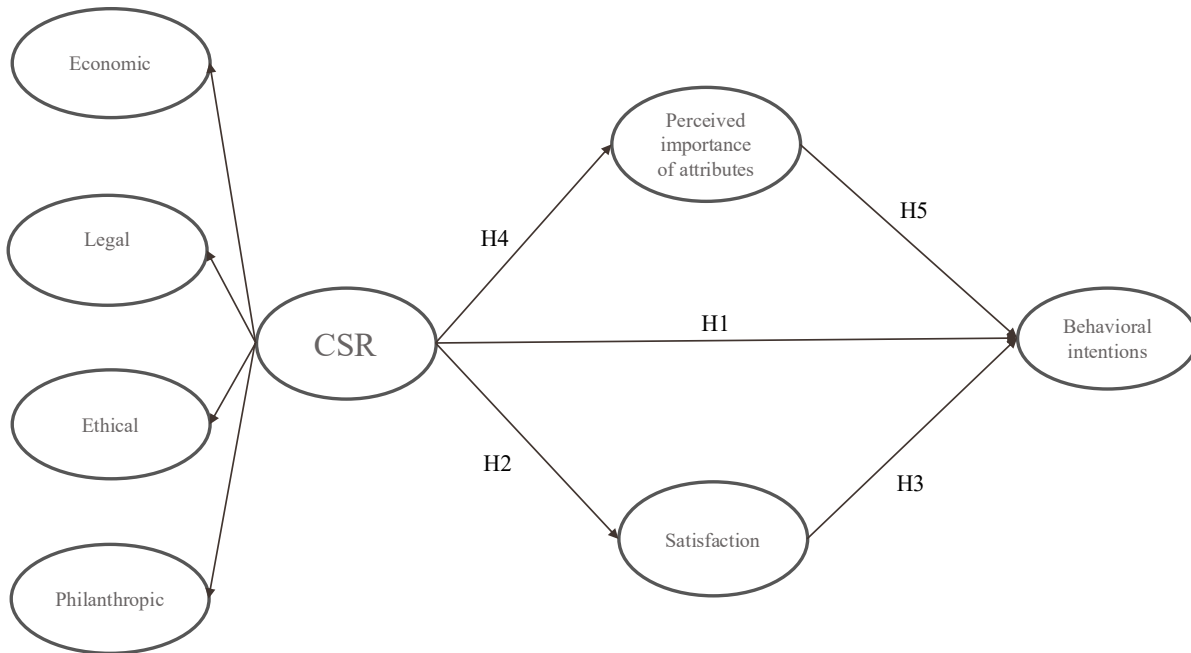 Economic
Perceived
importance
of attributes
Legal
H4
H5
CSR
H1
Behavioral
intentions
Ethical
H2
H3
Satisfaction
Philanthropic